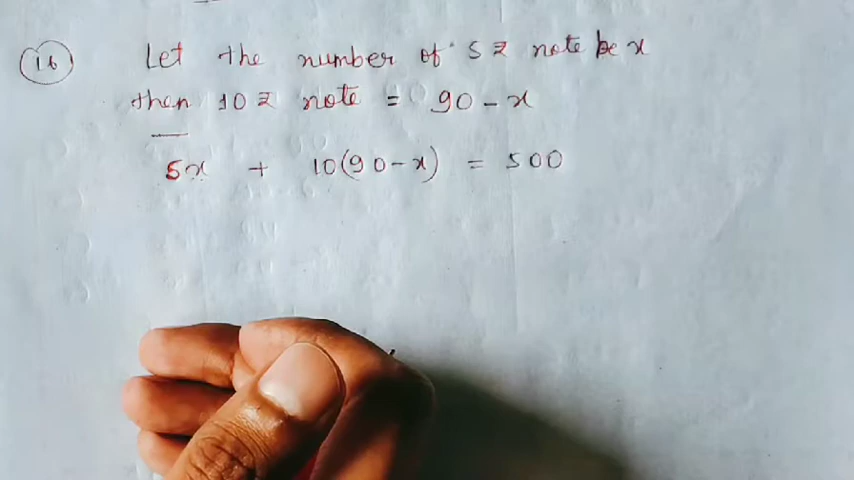 16 Let the number of 5 ₹ note be x
then 10 ₹ note = 90 - x
5x + 10(90-x) = 500